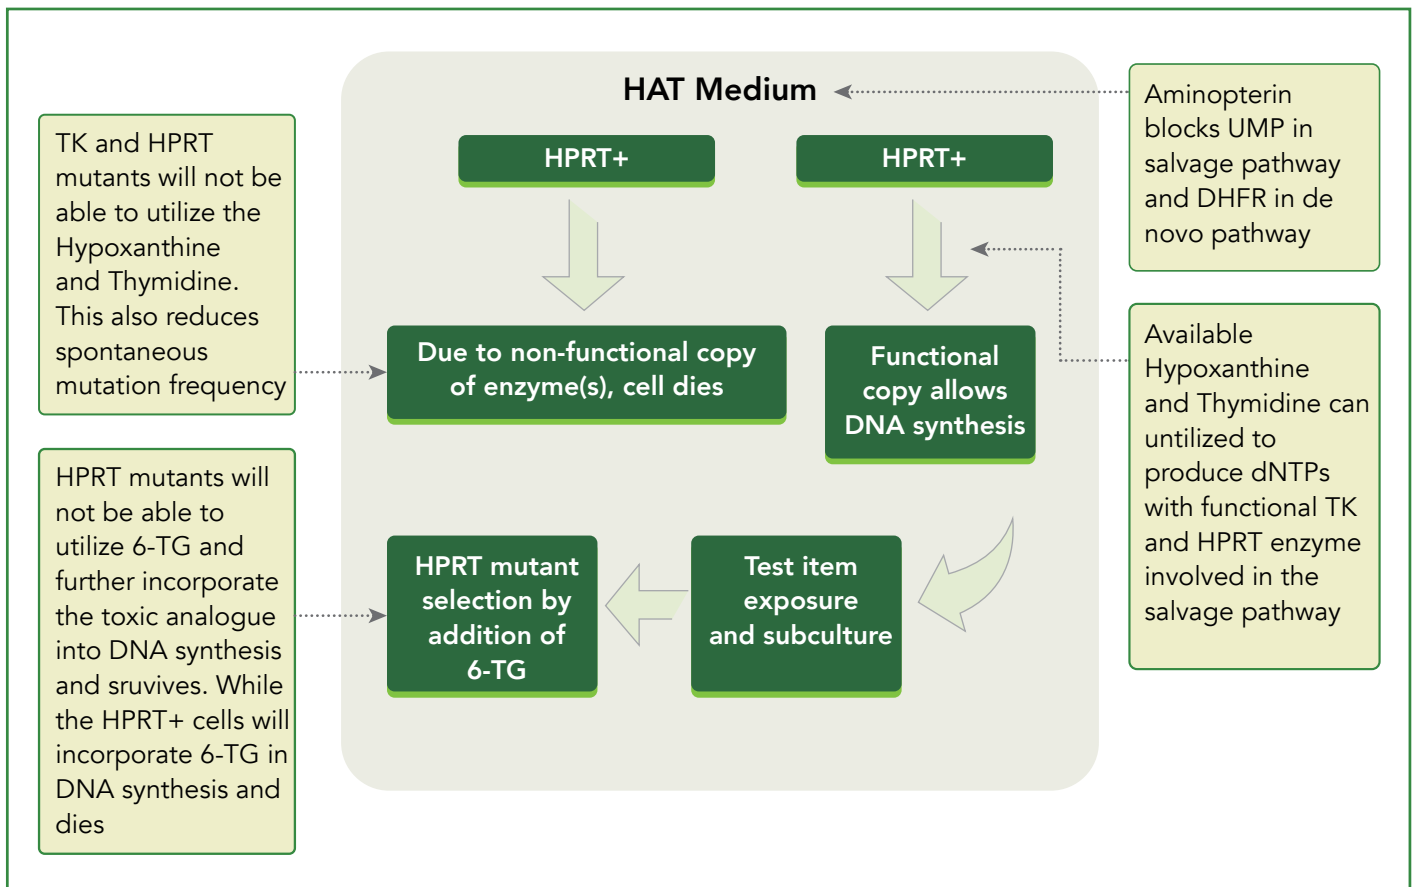 HAT Medium
TK and HPRT
mutants will not be
able to utilize the
Hypoxanthine
and Thymidine.
This also reduces
spontaneous
mutation frequency
HPRT+
HPRT+
Aminopterin
blocks UMP in
salvage pathway
and DHFR in de
novo pathway
Due to non-functional copy
of enzyme(s), cell dies
Functional
copy allows
DNA synthesis
Available
Hypoxanthine
and Thymidine can
untilized to
produce dNTPs
with functional TK
and HPRT enzyme
involved in the
salvage pathway
HPRT mutants will
not be able to
utilize 6-TG and
further incorporate
the toxic analogue
into DNA synthesis
and sruvives. While
the HPRT+ cells will
incorporate 6-TG in
DNA synthesis and
dies
HPRT mutant
selection by
addition of
6-TG
Test item
exposure
and subculture